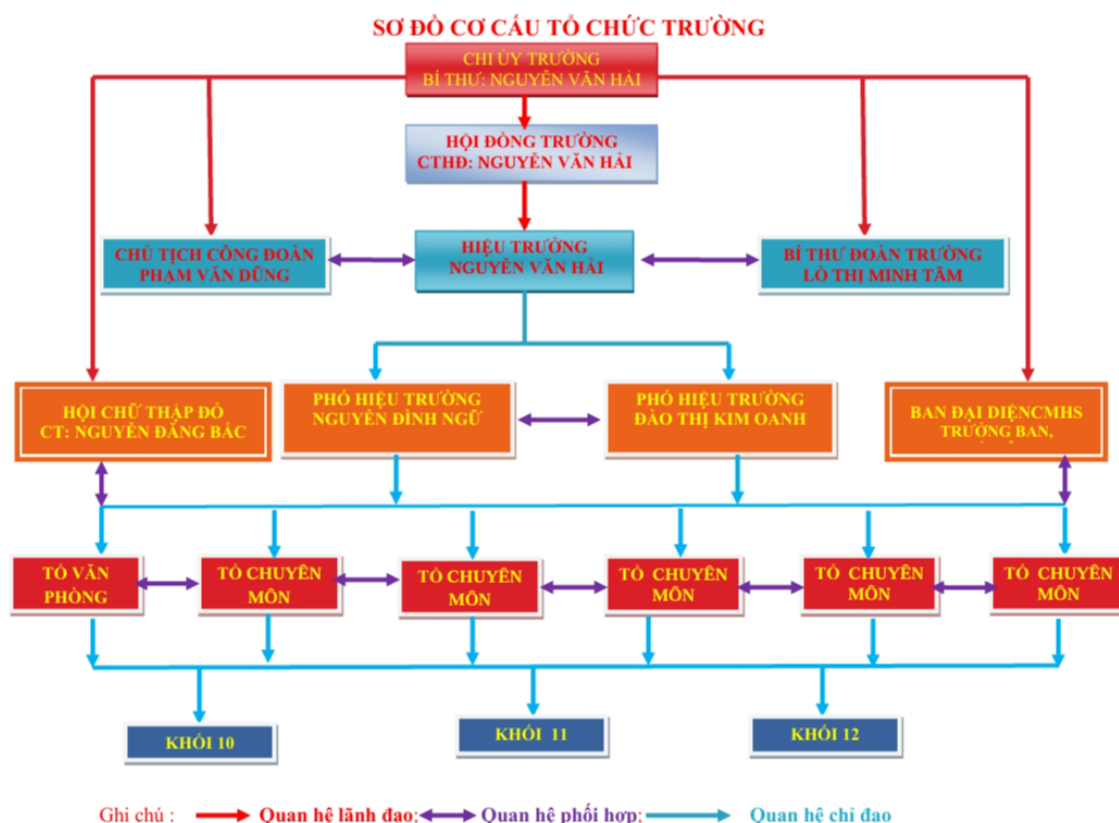 SƠ ĐỒ CƠ CẤU TỔ CHỨC TRƯỜNG
CHI ỦY TRƯỜNG
BÍ THƯ: NGUYỄN VĂN HẢI
HỘI ĐỒNG TRƯỜNG
CTHĐ: NGUYỄN VĂN HẢI
CHỦ TỊCH CÔNG ĐOÀN
PHẠM VĂN DŨNG
HIỆU TRƯỞNG
NGUYỄN VĂN HẢI
BÍ THƯ ĐOÀN TRƯỜNG
LÒ THỊ MINH TÂM
HỘI CHỮ THẬP ĐỎ
CT: NGUYỄN ĐĂNG BẮC
PHÓ HIỆU TRƯỞNG
NGUYỄN ĐÌNH NGỮ
PHÓ HIỆU TRƯỞNG
ĐÀO THỊ KIM OANH
BAN ĐẠI DIỆNCMHS
TRƯỞNG BAN,
TỔ VĂN
PHÒNG
TỔ CHUYÊN
MÔN
TỔ CHUYÊN
MÔN
TỔ CHUYÊN
MÔN
TỔ CHUYÊN
MÔN
TỔ CHUYÊN
MÔN
KHỐI 10
KHỐI 11
KHỐI 12
Ghi chú : Quan hệ lãnh đạo; Quan hệ phối hợp; Quan hệ chỉ đạo